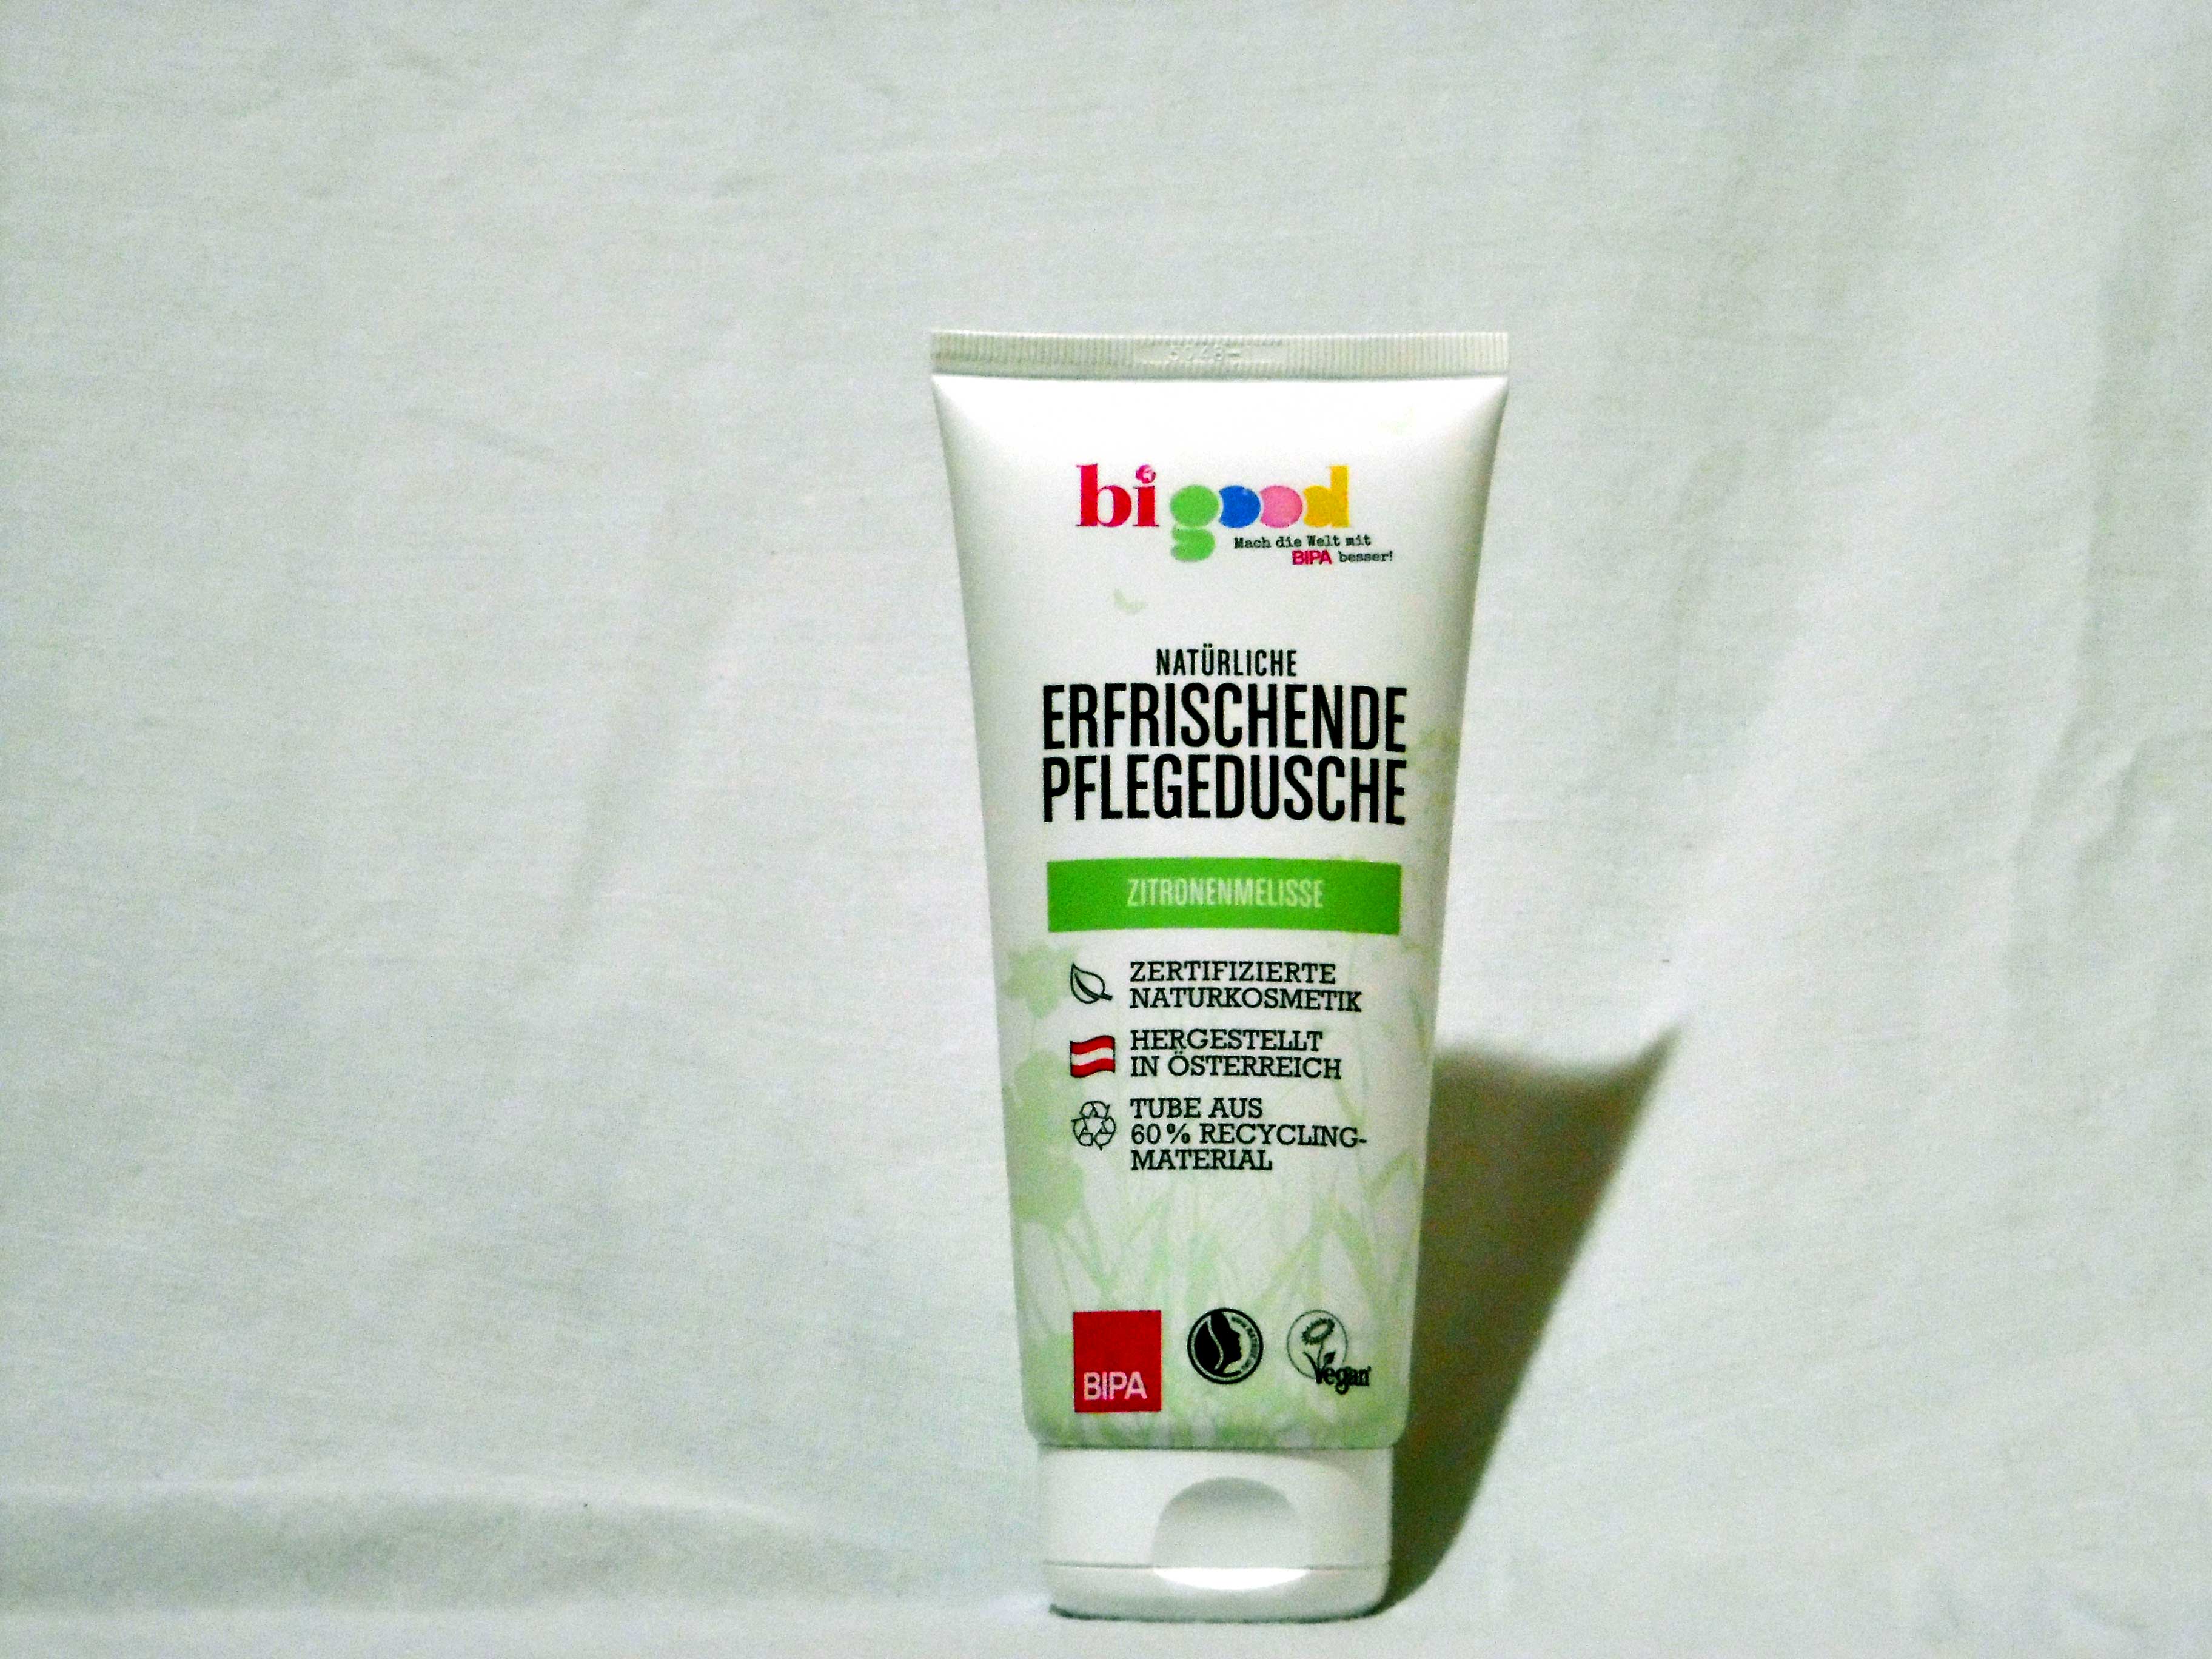 bi good
Mach die Welt mit
BIPA besser!
NATÜRLICHE
ERFRISCHENDE
PFLEGEDUSCHE
ZITRONENMELISSE
ZERTIFIZIERTE
NATURKOSMETIK
HERGESTELLT
IN ÖSTERREICH
TUBE AUS
60 % RECYCLING-
MATERIAL
BIPA
Vegan